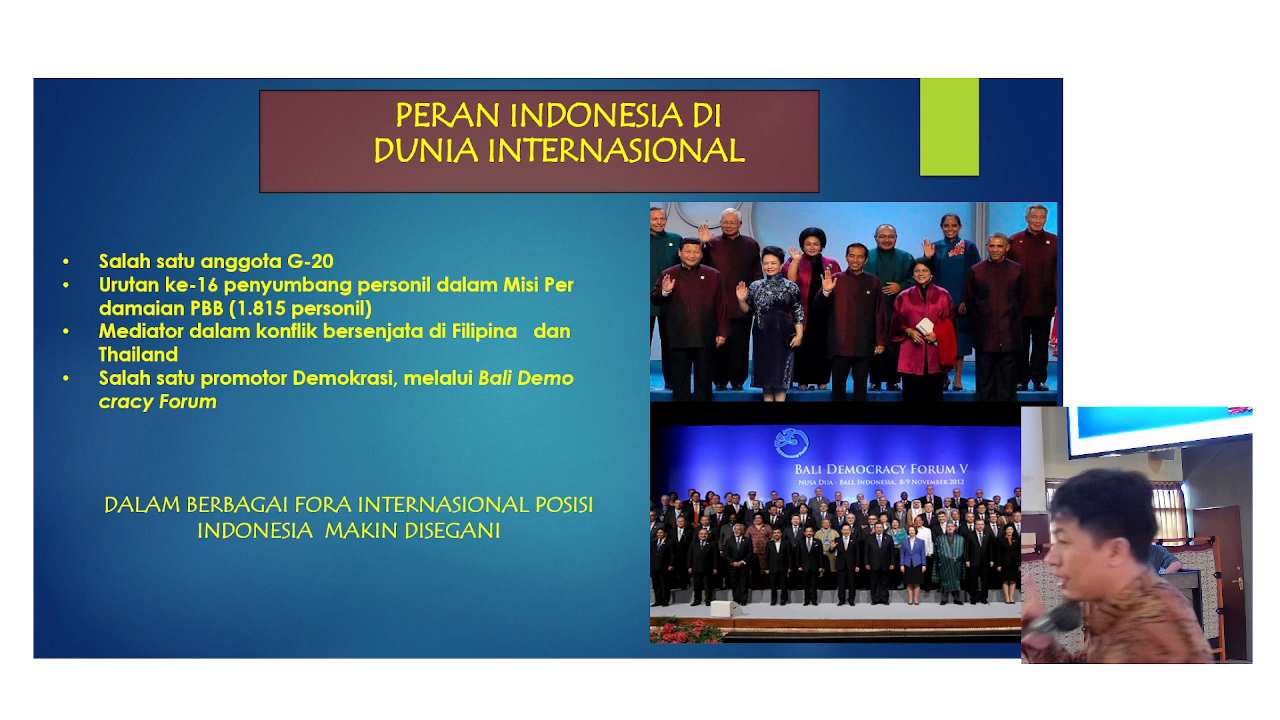 PERAN INDONESIA DI
DUNIA INTERNASIONAL
• Salah satu anggota G-20
• Urutan ke-16 penyumbang personil dalam Misi Per
damaian PBB (1.815 personil)
• Mediator dalam konflik bersenjata di Filipina dan
Thailand
• Salah satu promotor Demokrasi, melalui Bali Demo
cracy Forum
DALAM BERBAGAI FORA INTERNASIONAL POSISI
INDONESIA MAKIN DISEGANI
BALI DEMOCRACY FORUM V
NUSA DUA - BALI, INDONESIA, 8-9 NOVEMBER 2012